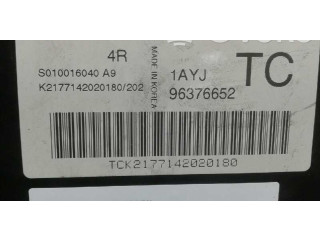 4R
MADE IN KOREA
1AYJ
TC
S010016040 A9
K2177142020180/202
96376652
TCK2177142020180